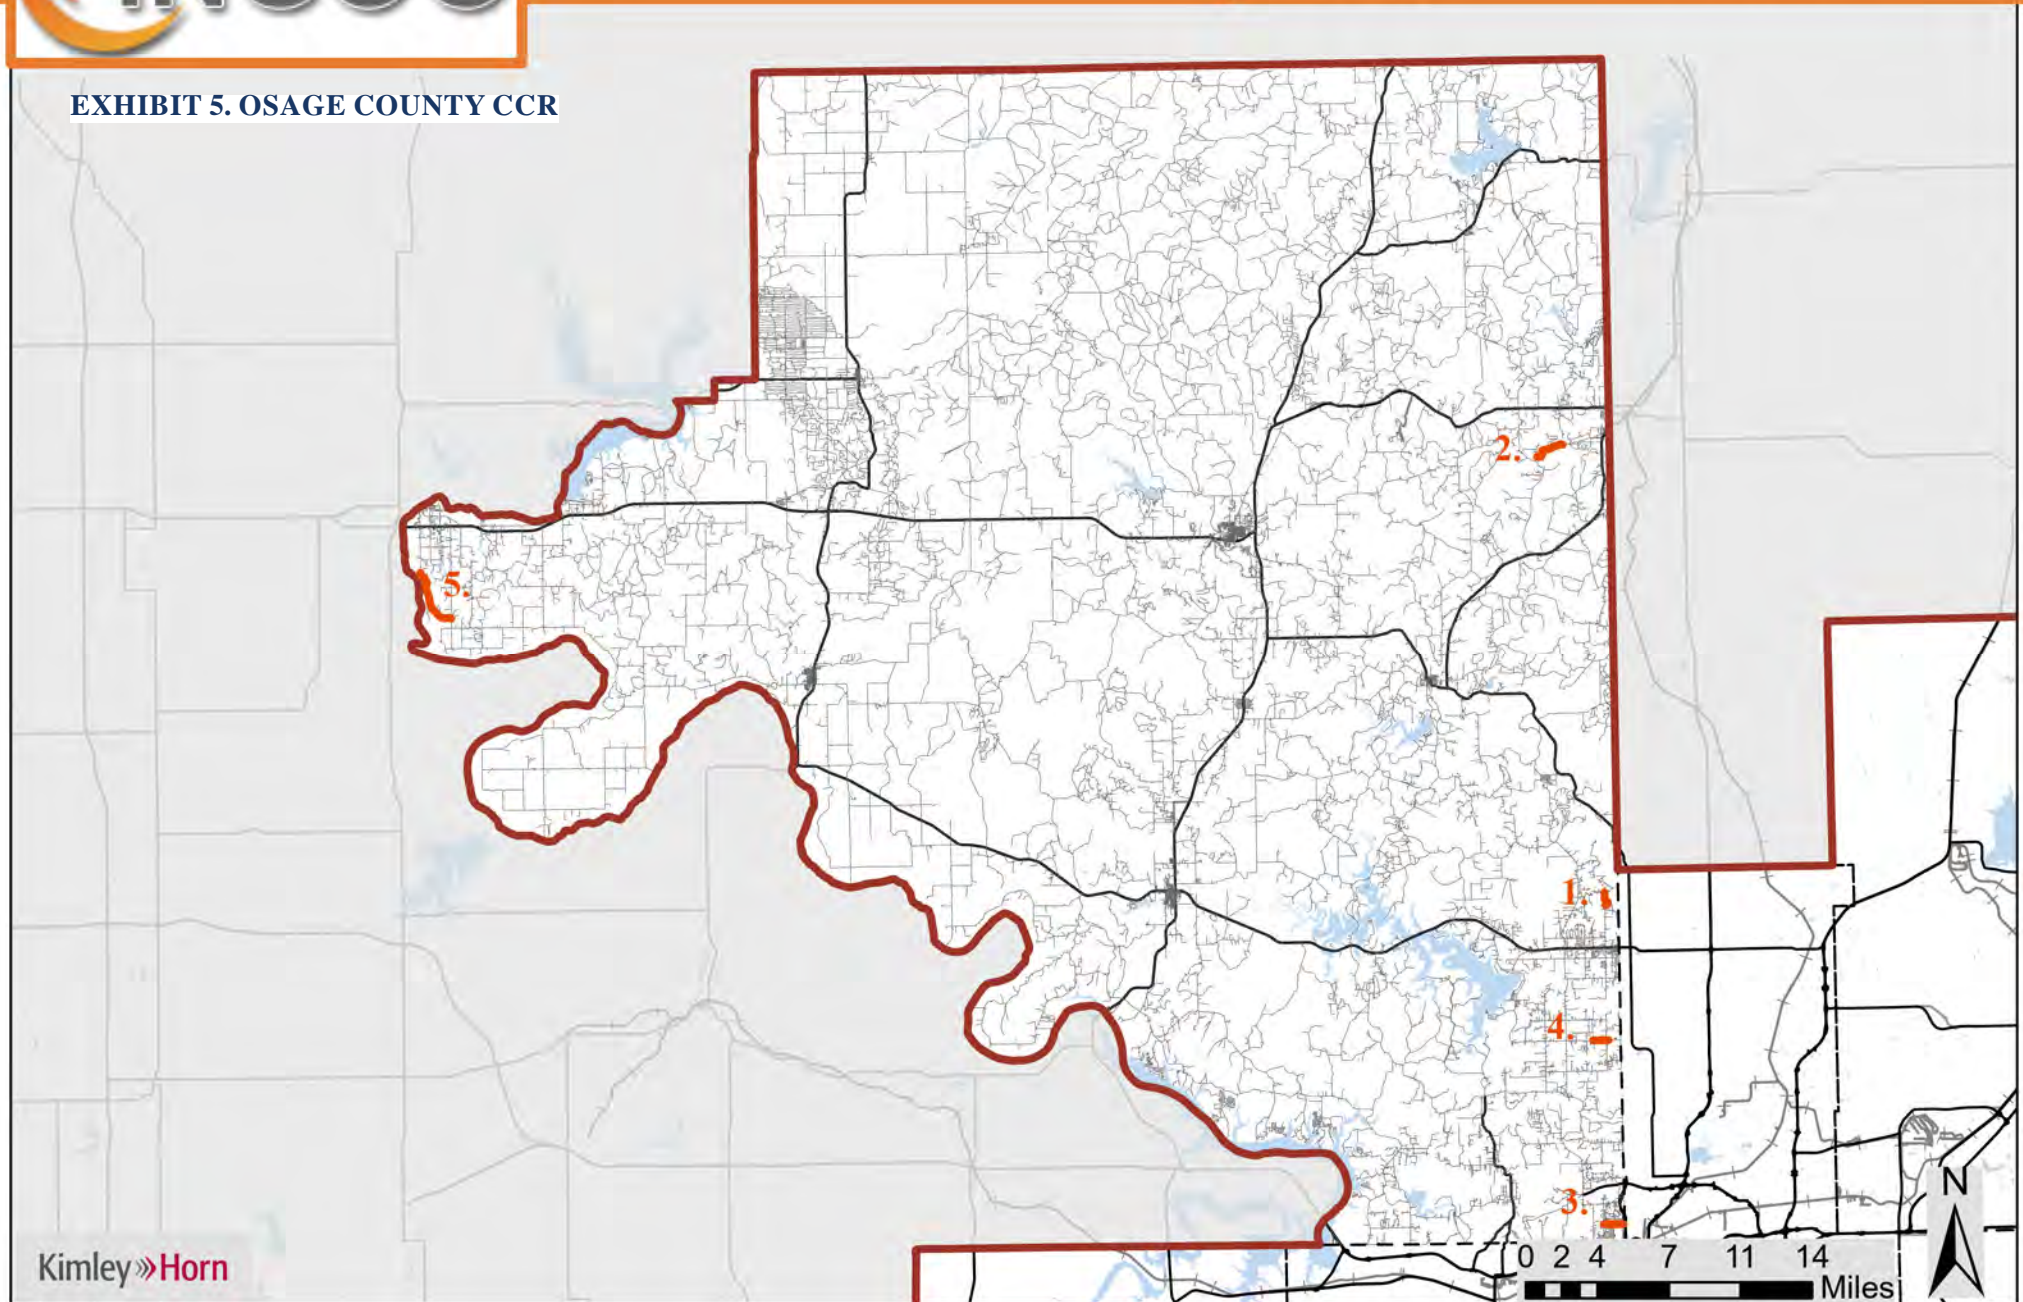 EXHIBIT 5. OSAGE COUNTY CCR
2.
5.
1.
4.
3.
N
0 2 4 7 11 14
Miles
Kimley»Horn